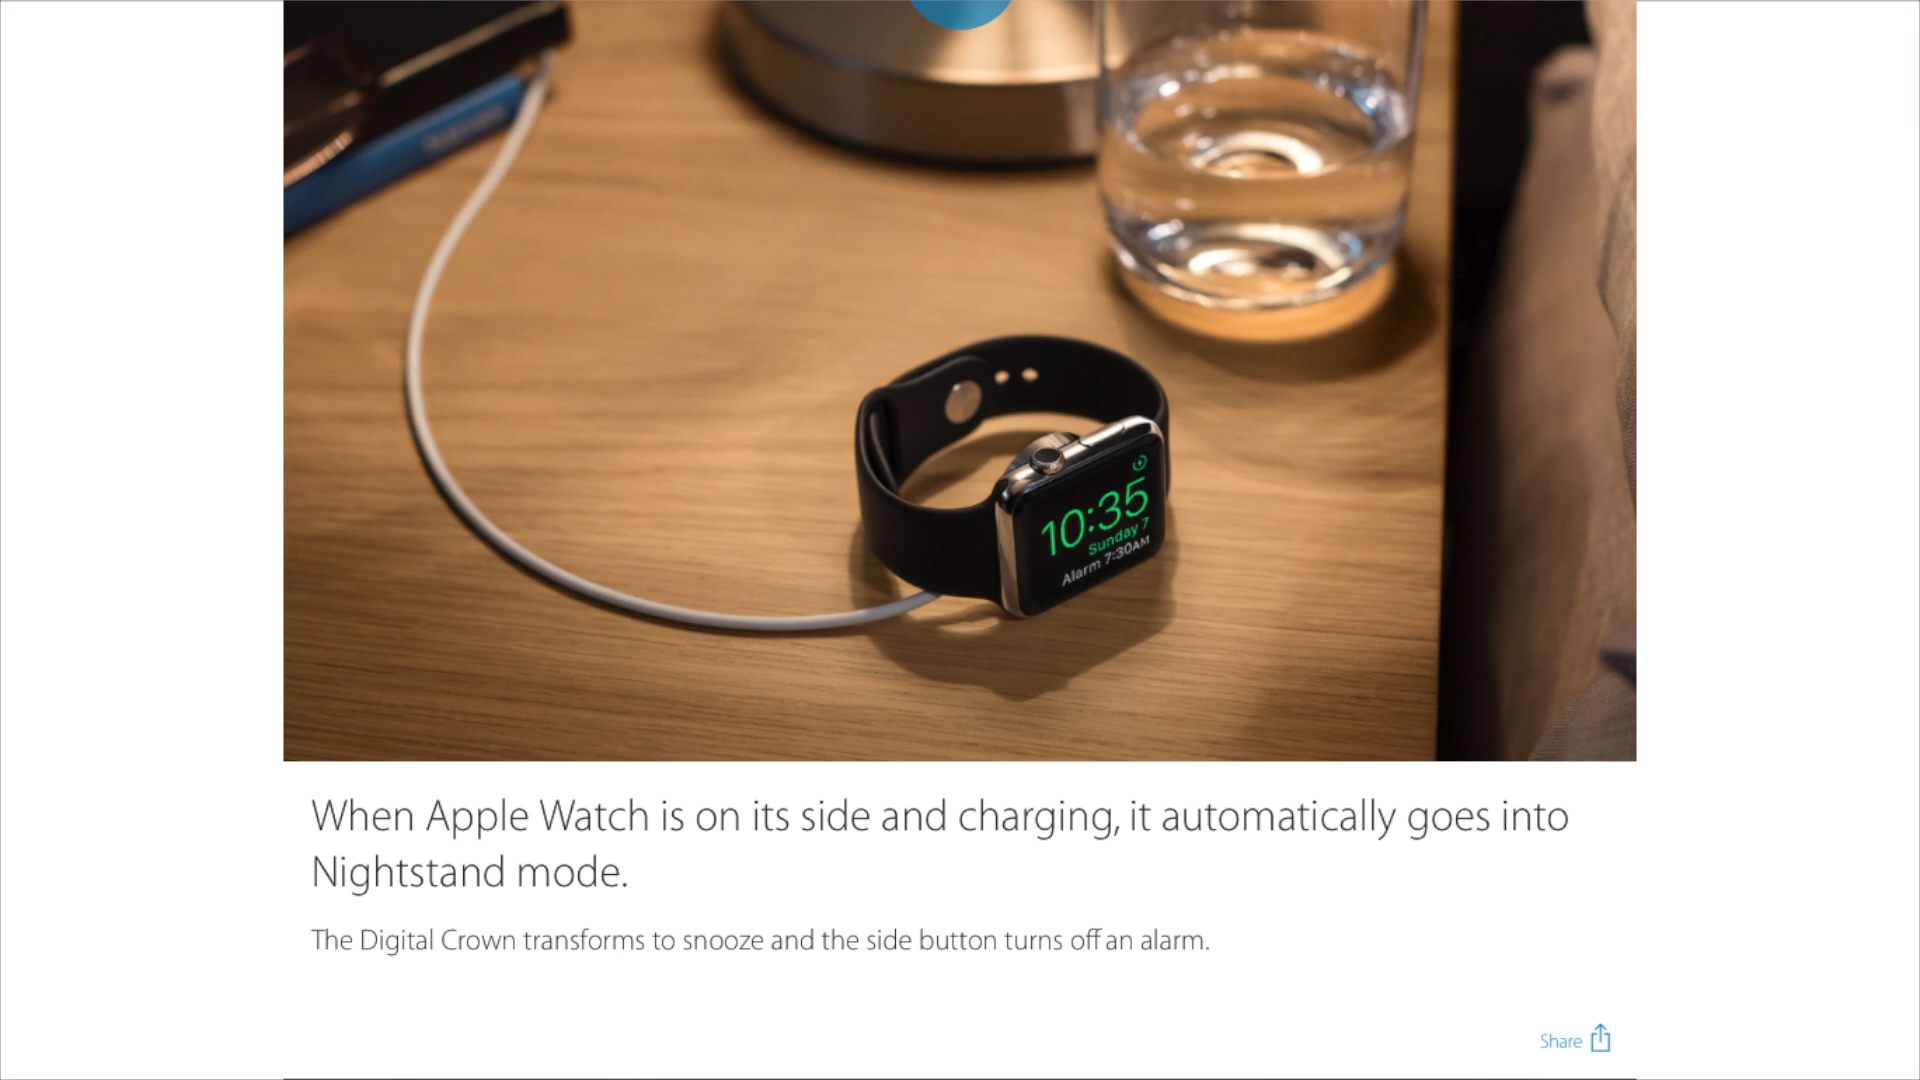 10:35
Sunday 7
Alarm 7:30AM
When Apple Watch is on its side and charging, it automatically goes into
Nightstand mode.
The Digital Crown transforms to snooze and the side button turns off an alarm.
Share